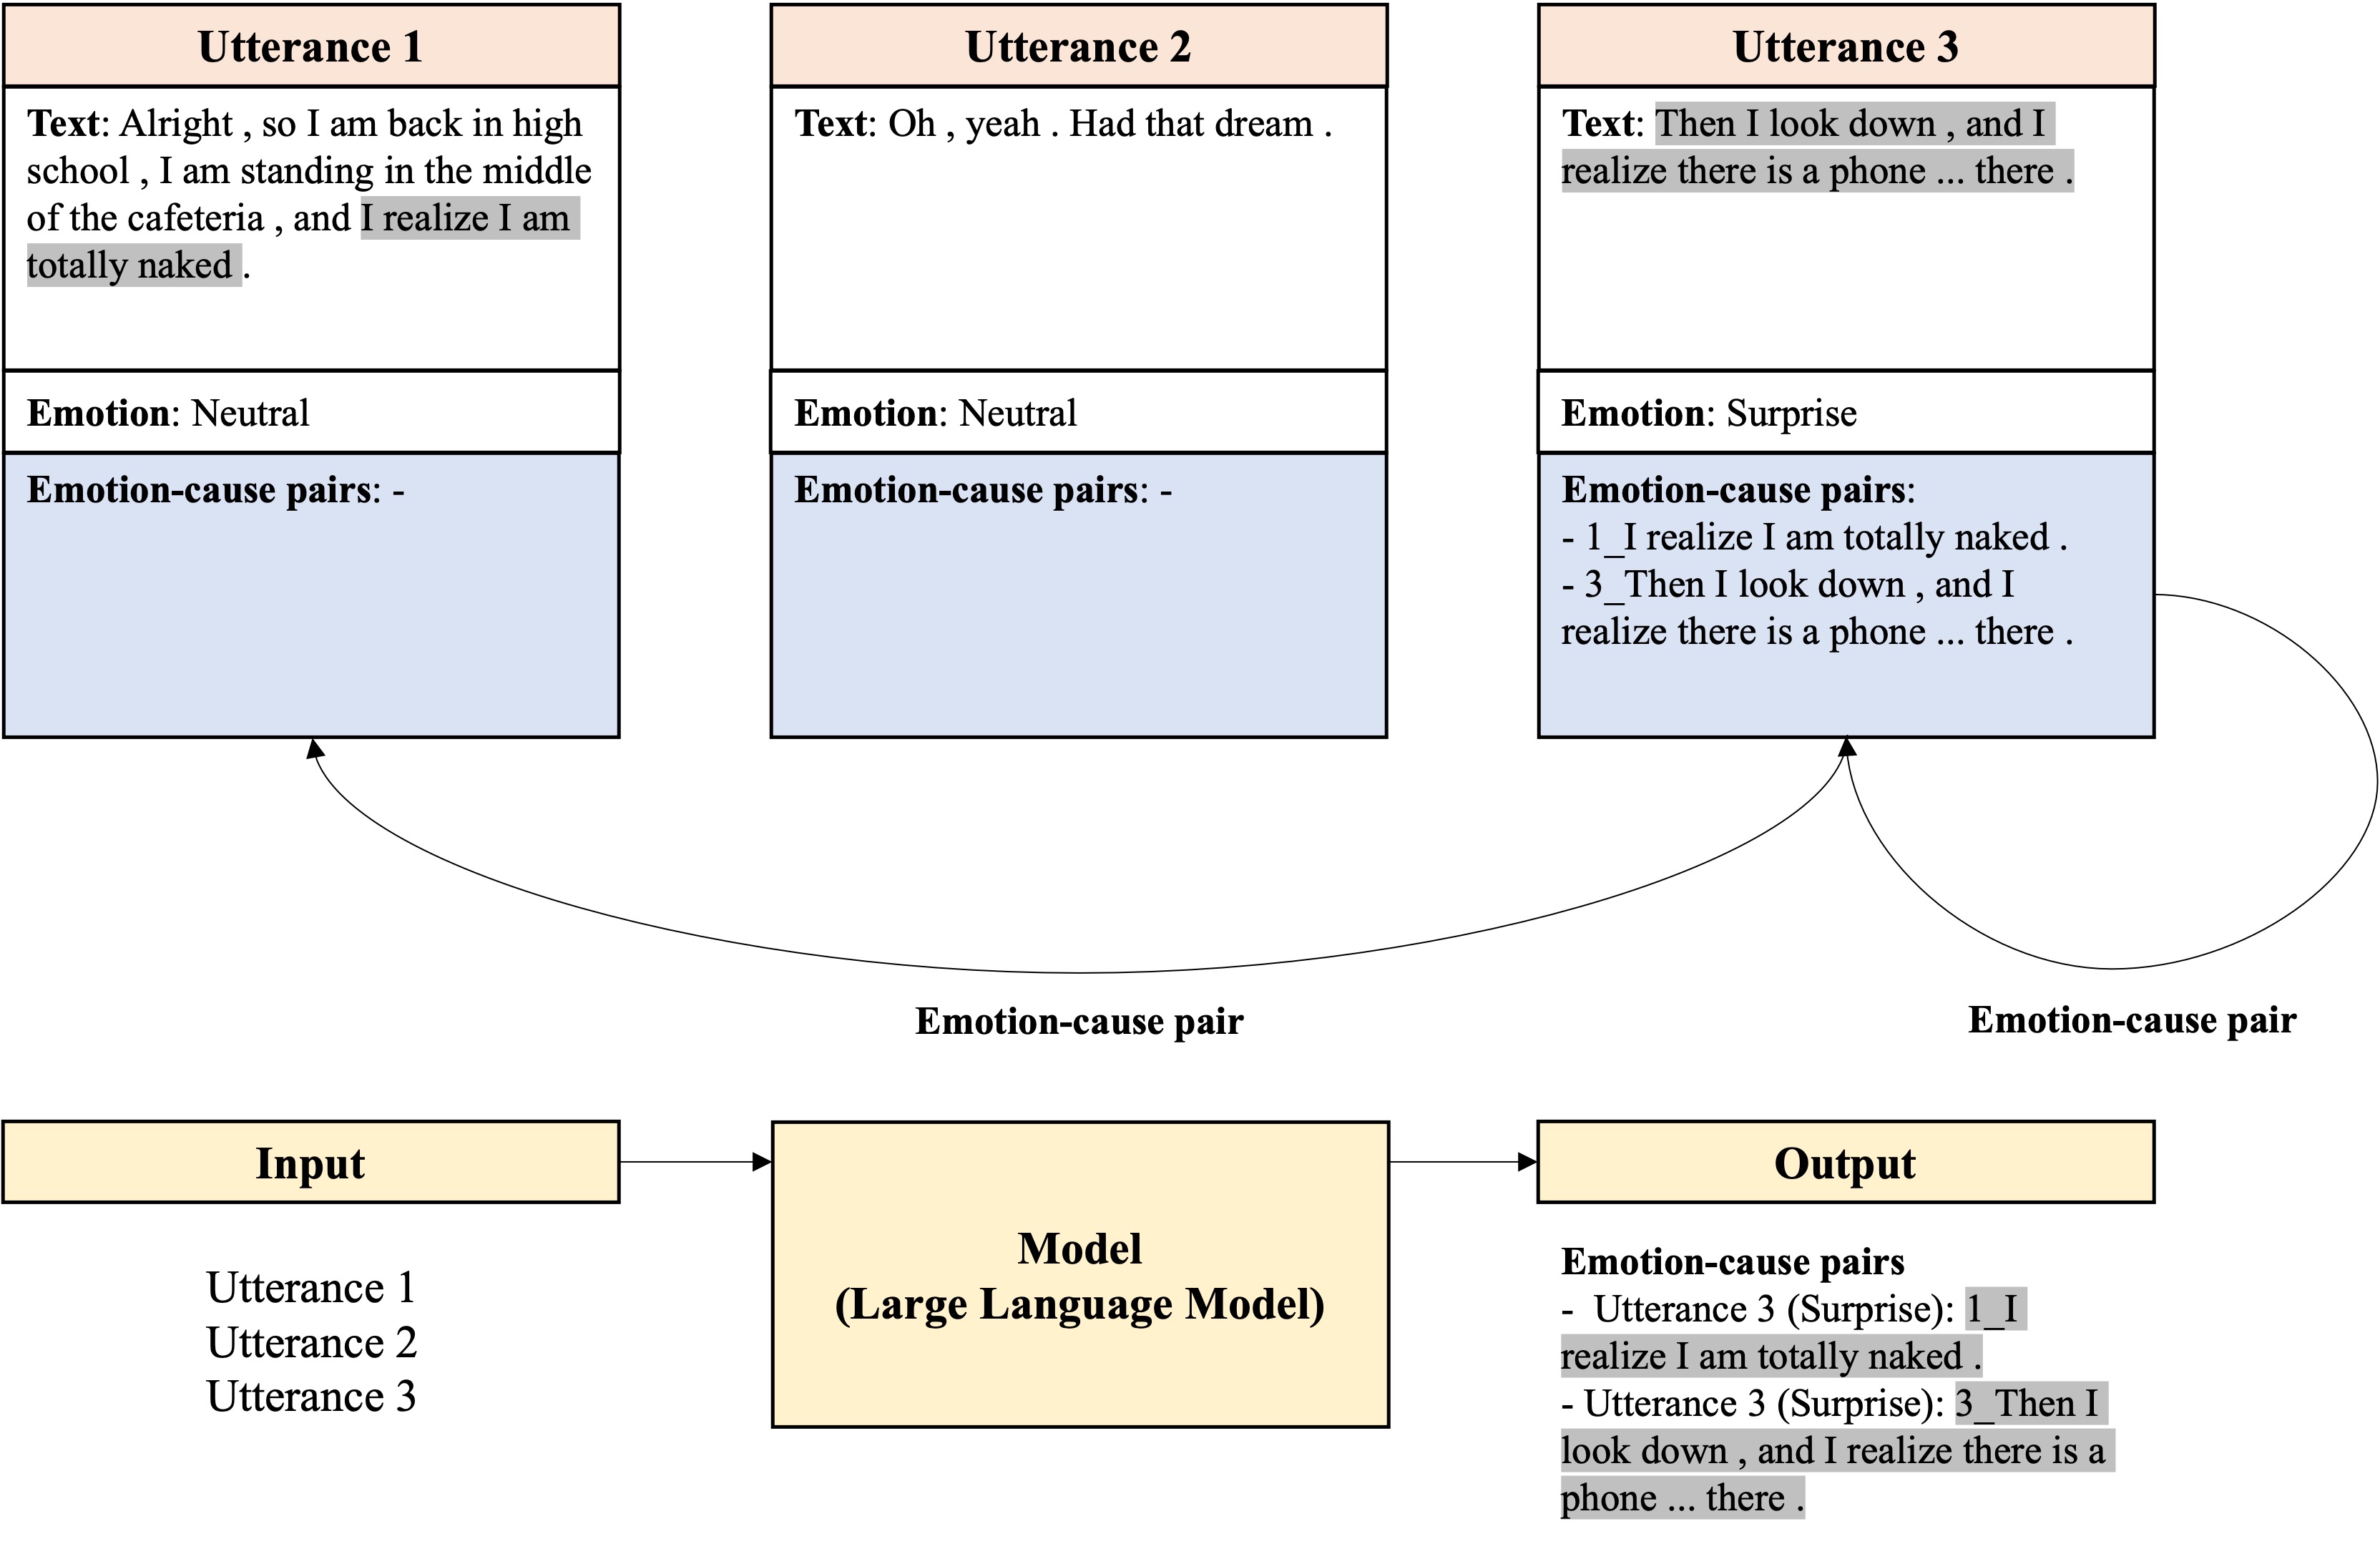 Utterance 1
Text: Alright , so I am back in high
school , I am standing in the middle
of the cafeteria , and I realize I am
totally naked .
Emotion: Neutral
Emotion-cause pairs: -
Utterance 2
Text: Oh , yeah . Had that dream .
Emotion: Neutral
Emotion-cause pairs: -
Utterance 3
Text: Then I look down , and I
realize there is a phone ... there .
Emotion: Surprise
Emotion-cause pairs:
- 1_I realize I am totally naked .
- 3_Then I look down , and I
realize there is a phone ... there .
Emotion-cause pair
Emotion-cause pair
Input
Utterance 1
Utterance 2
Utterance 3
Model
(Large Language Model)
Output
Emotion-cause pairs
- Utterance 3 (Surprise): 1_I
realize I am totally naked .
- Utterance 3 (Surprise): 3_Then I
look down , and I realize there is a
phone ... there .